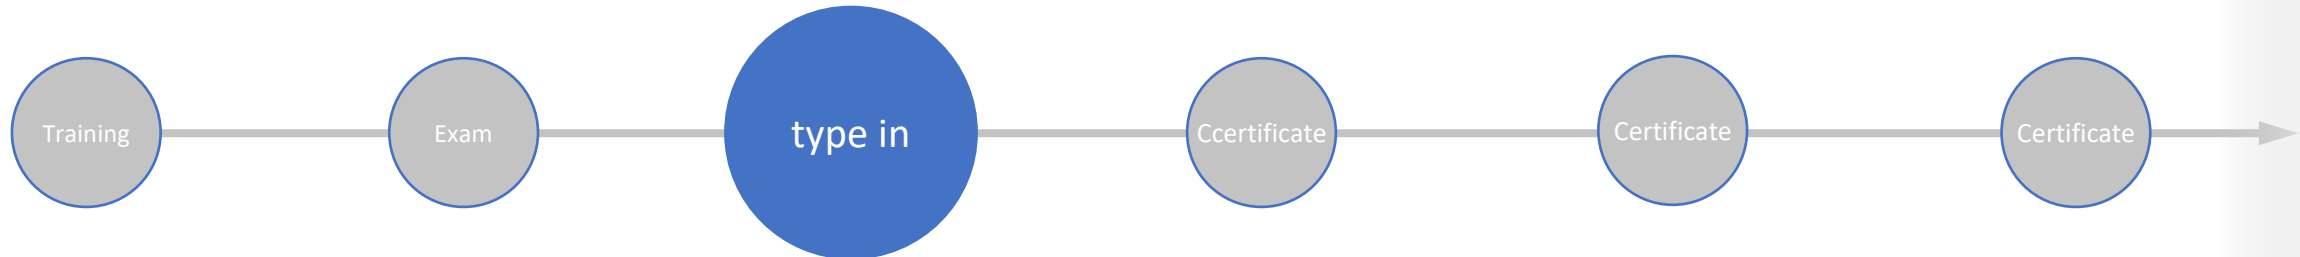 Training
Exam
type in
Ccertificate
Certificate
Certificate